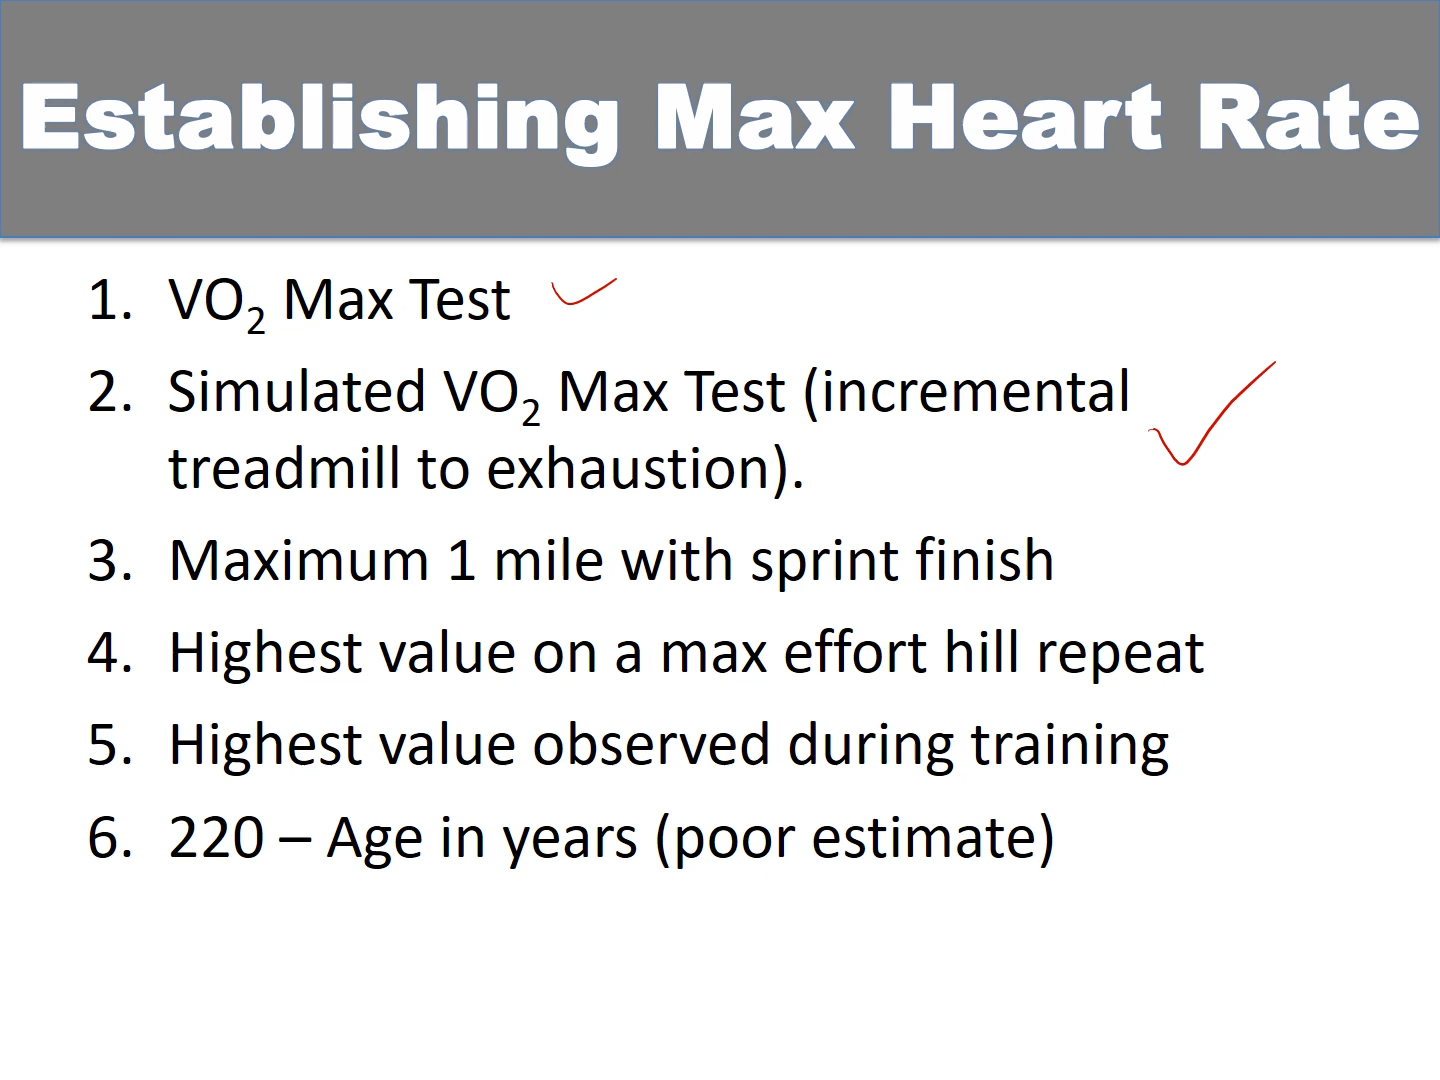 Establishing Max Heart Rate
1. VO₂ Max Test
2. Simulated VO₂ Max Test (incremental
treadmill to exhaustion).
3. Maximum 1 mile with sprint finish
4. Highest value on a max effort hill repeat
5. Highest value observed during training
6. 220 – Age in years (poor estimate)